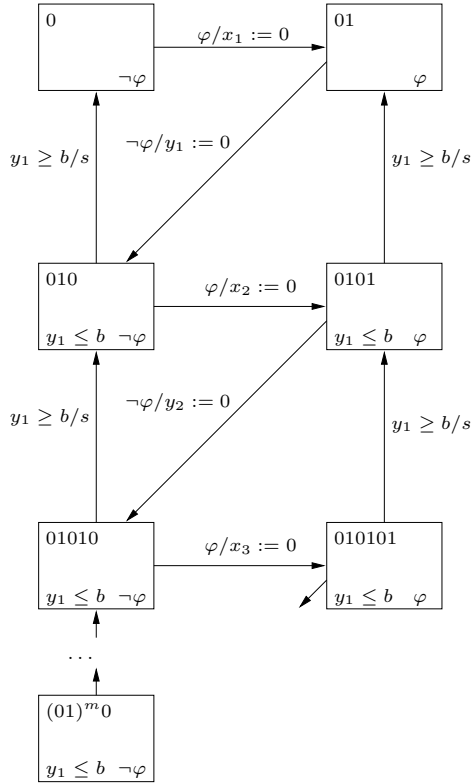 0
φ/x₁ := 0
01
¬φ
φ
y₁ ≥ b/s
¬φ/y₁ := 0
y₁ ≥ b/s
010
φ/x₂ := 0
0101
y₁ ≤ b ¬φ
y₁ ≤ b φ
y₁ ≥ b/s
¬φ/y₂ := 0
y₁ ≥ b/s
01010
φ/x₃ := 0
010101
y₁ ≤ b ¬φ
y₁ ≤ b φ
...
(01)ᵐ0
y₁ ≤ b ¬φ